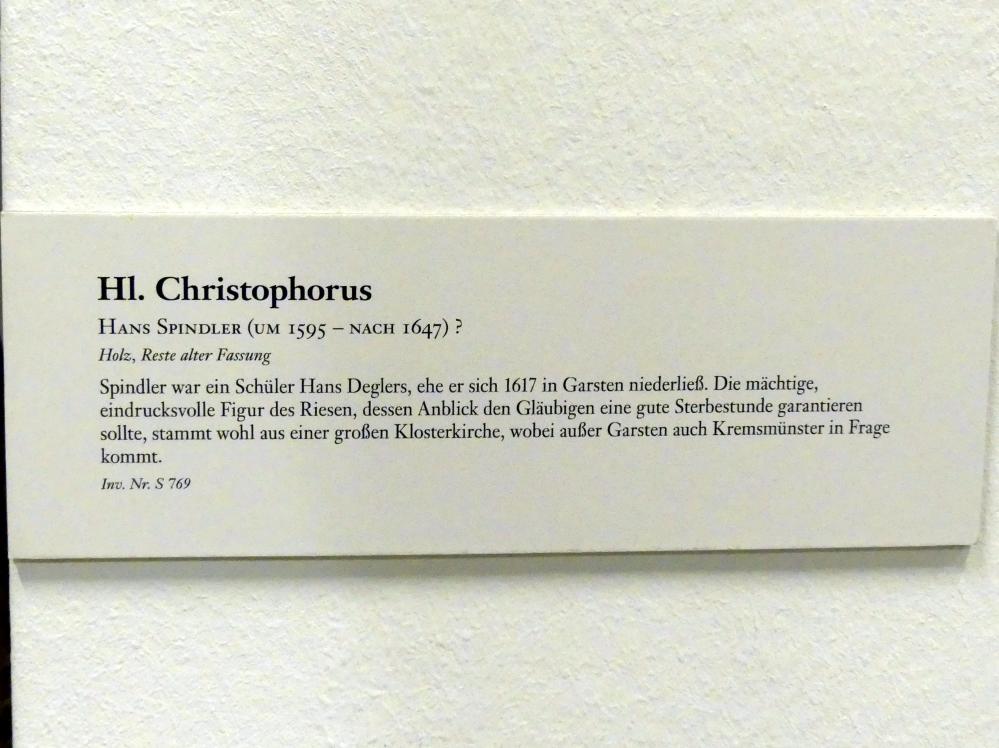 Hl. Christophorus
Hans Spindler (um 1595 – nach 1647) ?
Holz, Reste alter Fassung
Spindler war ein Schüler Hans Deglers, ehe er sich 1617 in Garsten niederließ. Die mächtige,
eindrucksvolle Figur des Riesen, dessen Anblick den Gläubigen eine gute Sterbestunde garantieren
sollte, stammt wohl aus einer großen Klosterkirche, wobei außer Garsten auch Kremsmünster in Frage
kommt.
Inv. Nr. S 769